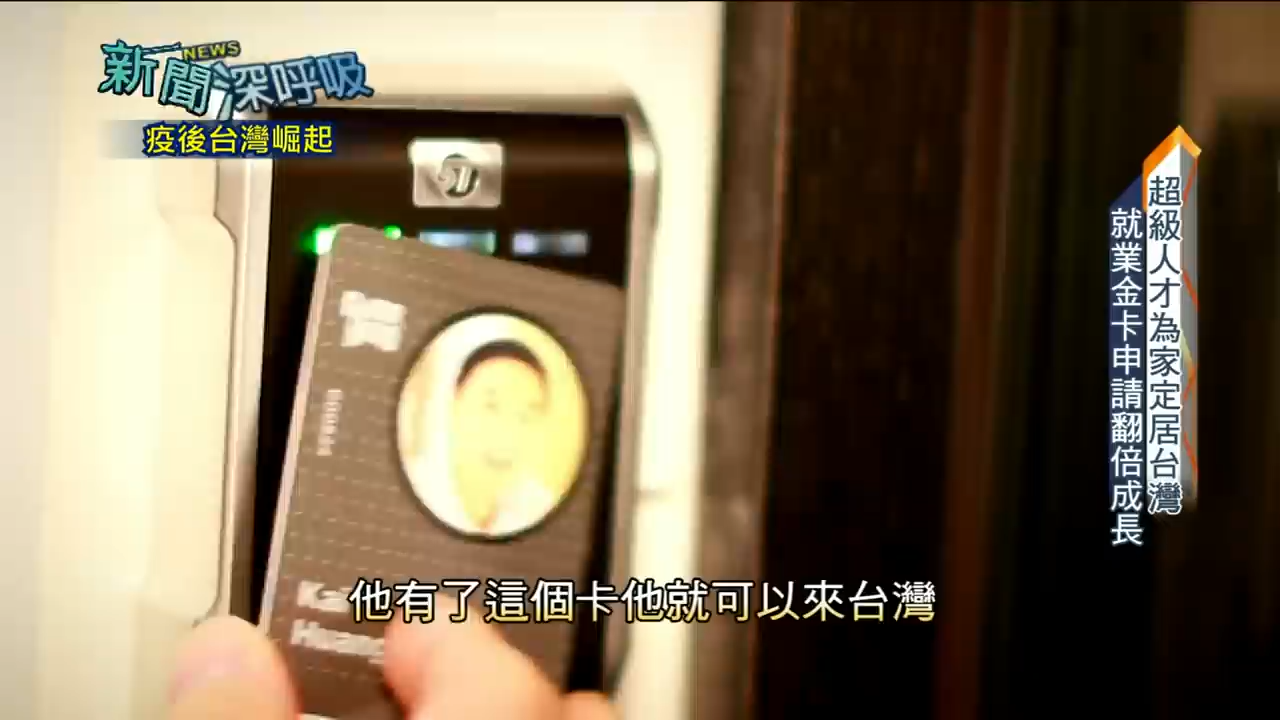 新聞深呼吸
NEWS
疫後台灣崛起
超級人才為家定居台灣
就業金卡申請翻倍成長
Huang
他有了這個卡他就可以來台灣